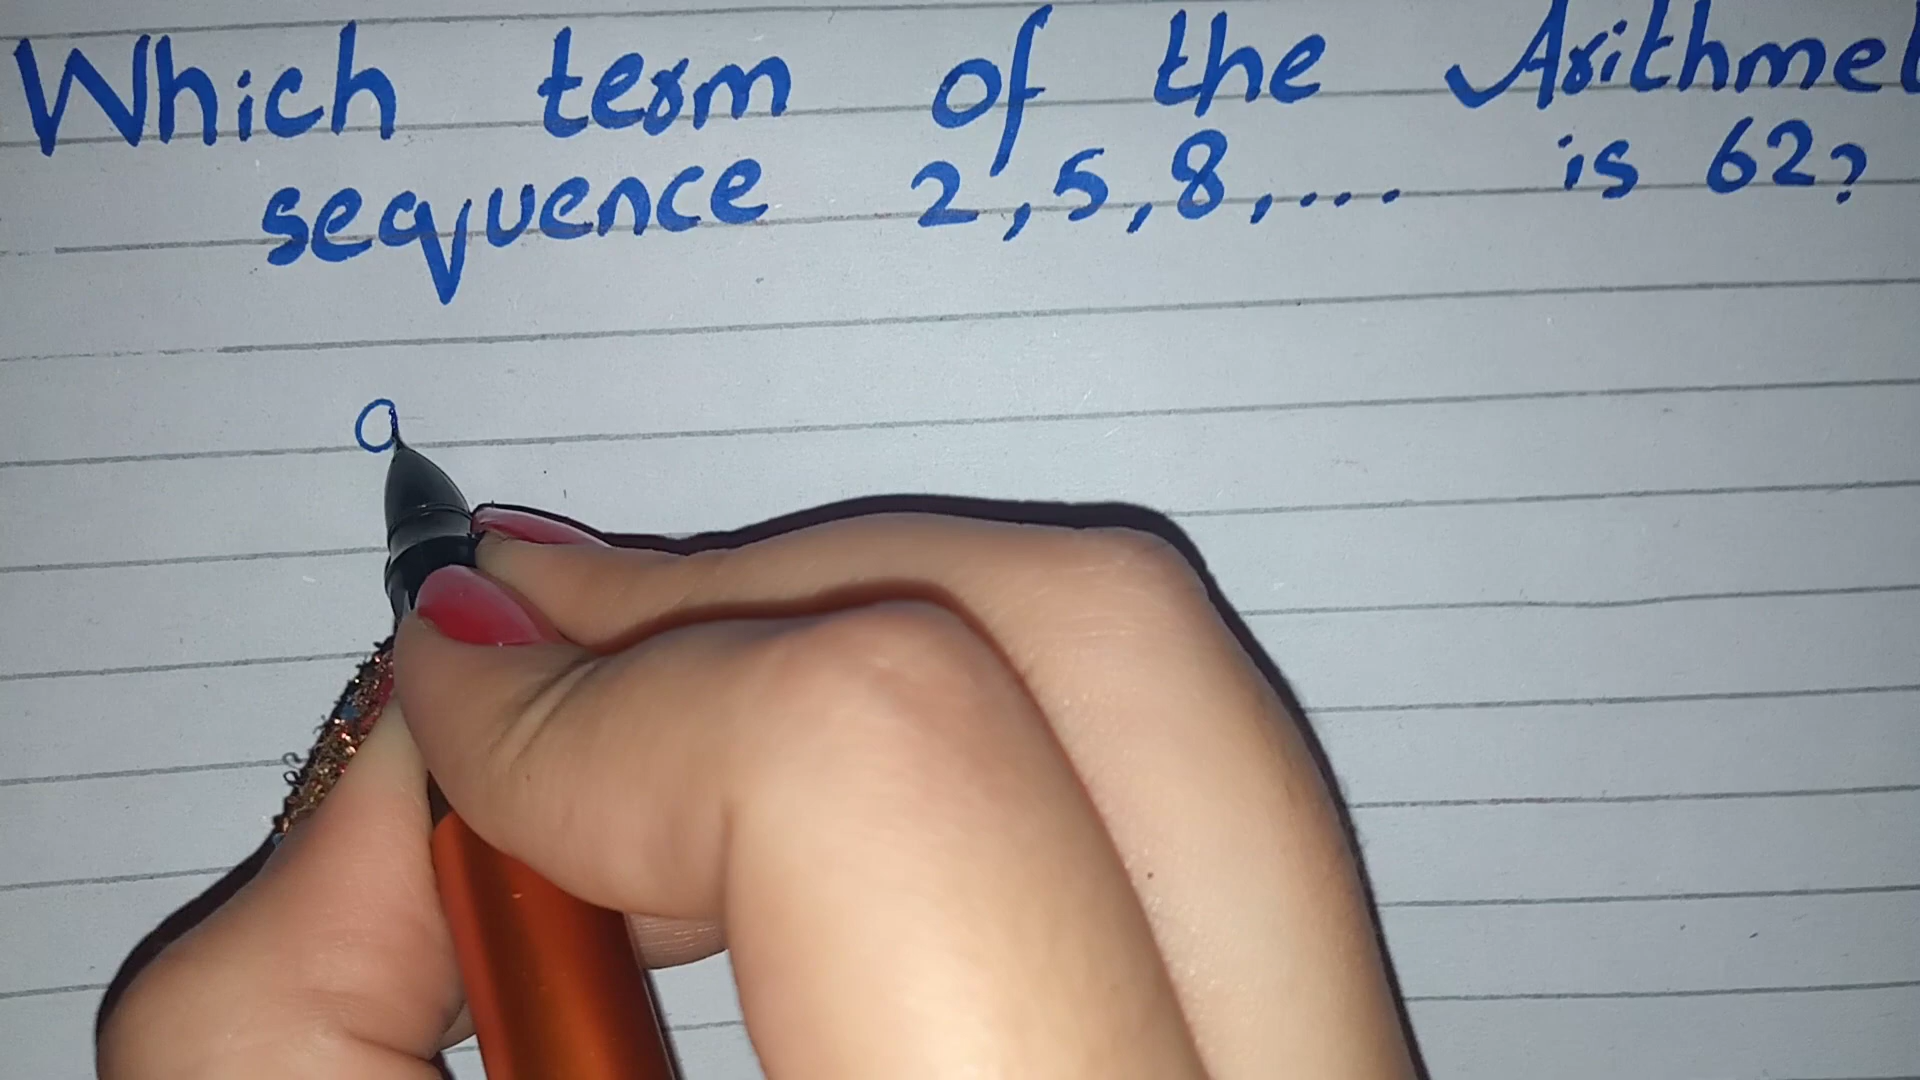 Which term of the Arithmet
sequence 2,5,8,.... is 62?
a